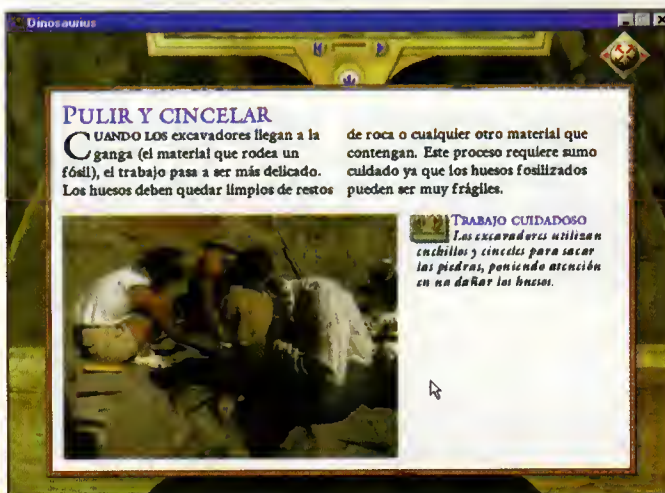 Dinosaurius
PULIR Y CINCELAR
CUANDO LOS excavadores llegan a la
ganga (el material que rodea un
fósil), el trabajo pasa a ser más delicado.
Los huesos deben quedar limpios de restos
de roca o cualquier otro material que
contengan. Este proceso requiere sumo
cuidado ya que los huesos fosilizados
pueden ser muy frágiles.
TRABAJO CUIDADOSO
Los excavadores utilizan
cuchillos y cinceles para sacar
las piedras, poniendo atención
en no dañar los huesos.